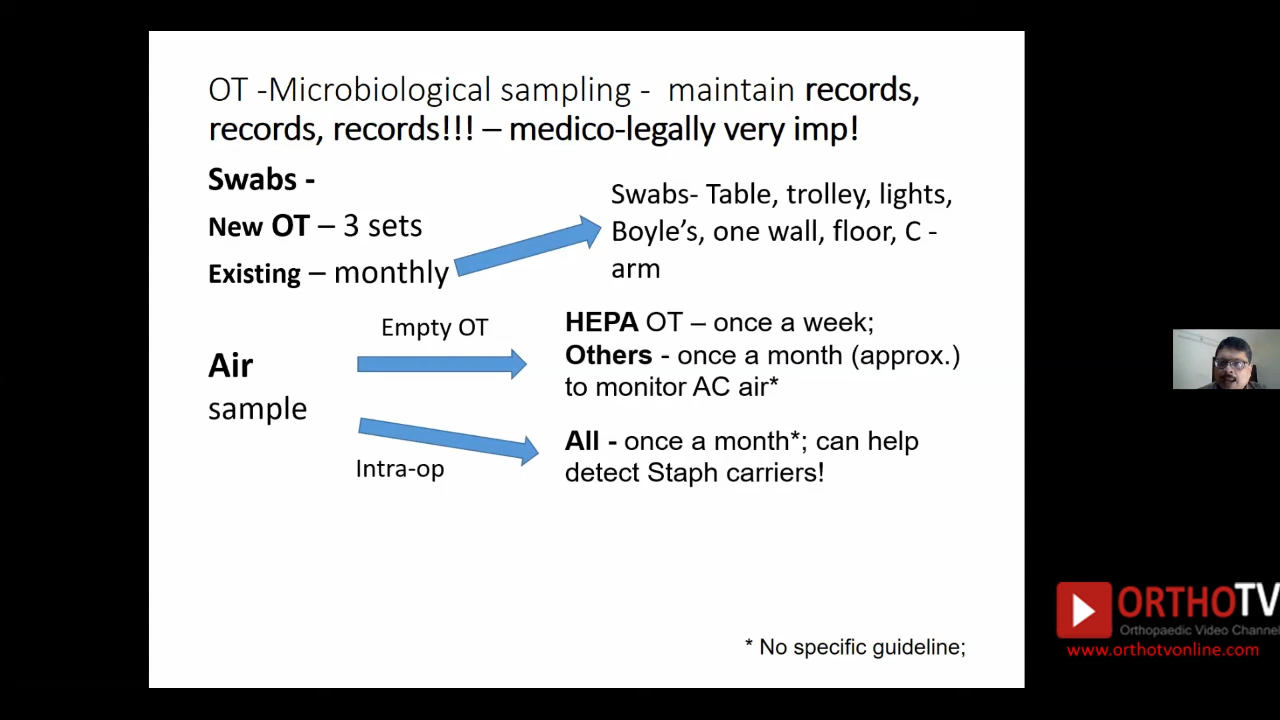 OT -Microbiological sampling - maintain records,
records, records!!! – medico-legally very imp!
Swabs -
New OT – 3 sets
Existing – monthly
Swabs- Table, trolley, lights,
Boyle’s, one wall, floor, C -
arm
Empty OT
Air
sample
HEPA OT – once a week;
Others - once a month (approx.)
to monitor AC air*
Intra-op
All - once a month*; can help
detect Staph carriers!
* No specific guideline;
ORTHOTV
Orthopaedic Video Channel
www.orthotvonline.com